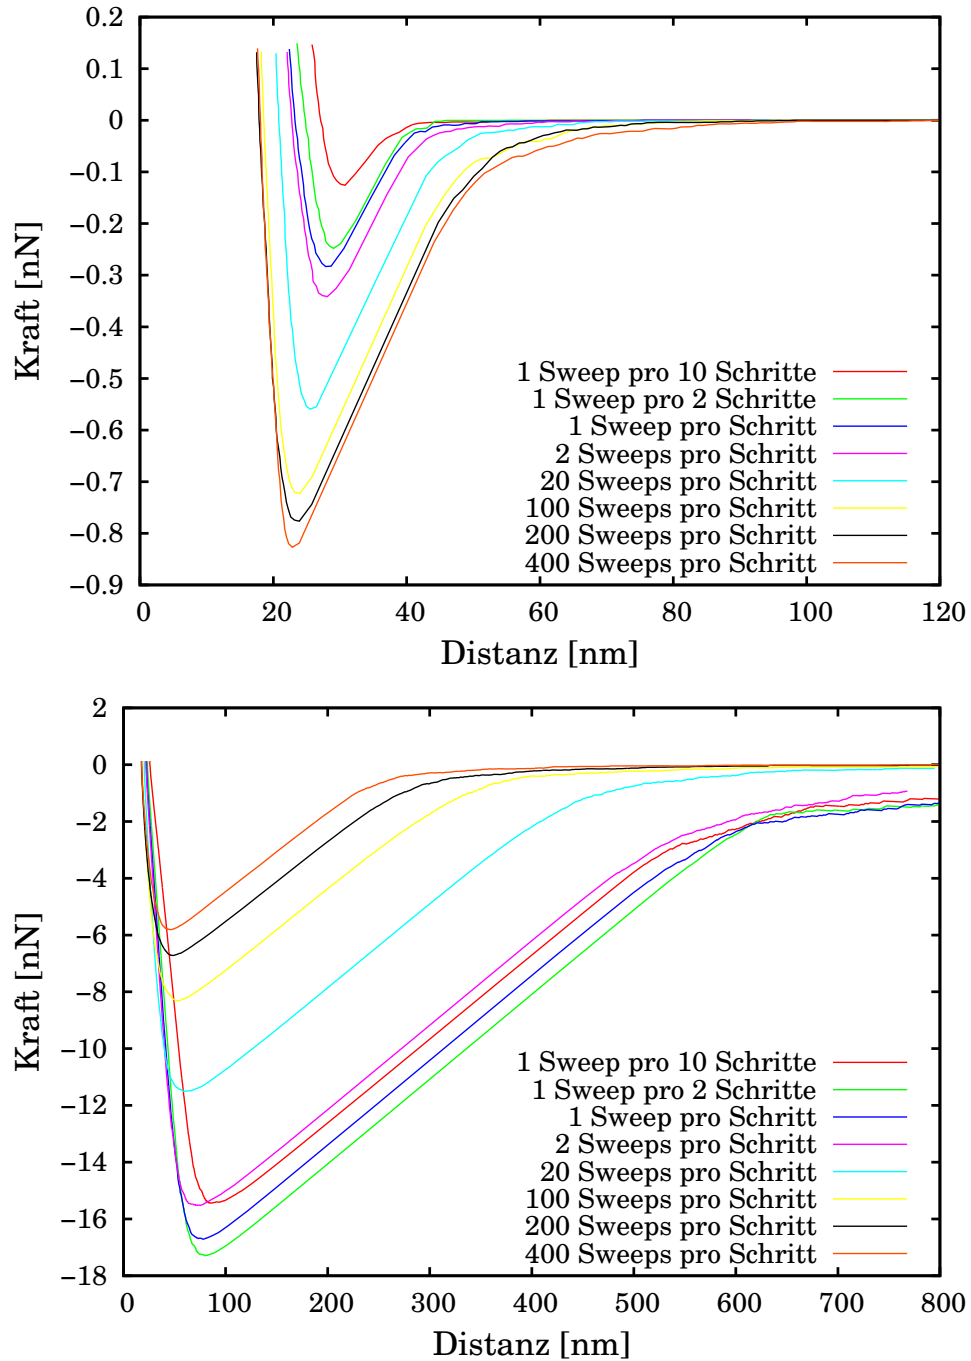 0.2
0.1
0
−0.1
−0.2
−0.3
−0.4
−0.5
−0.6
−0.7
−0.8
−0.9
Kraft [nN]
1 Sweep pro 10 Schritte
1 Sweep pro 2 Schritte
1 Sweep pro Schritt
2 Sweeps pro Schritt
20 Sweeps pro Schritt
100 Sweeps pro Schritt
200 Sweeps pro Schritt
400 Sweeps pro Schritt
0 20 40 60 80 100 120
Distanz [nm]
2
0
−2
−4
−6
−8
−10
−12
−14
−16
−18
Kraft [nN]
1 Sweep pro 10 Schritte
1 Sweep pro 2 Schritte
1 Sweep pro Schritt
2 Sweeps pro Schritt
20 Sweeps pro Schritt
100 Sweeps pro Schritt
200 Sweeps pro Schritt
400 Sweeps pro Schritt
0 100 200 300 400 500 600 700 800
Distanz [nm]